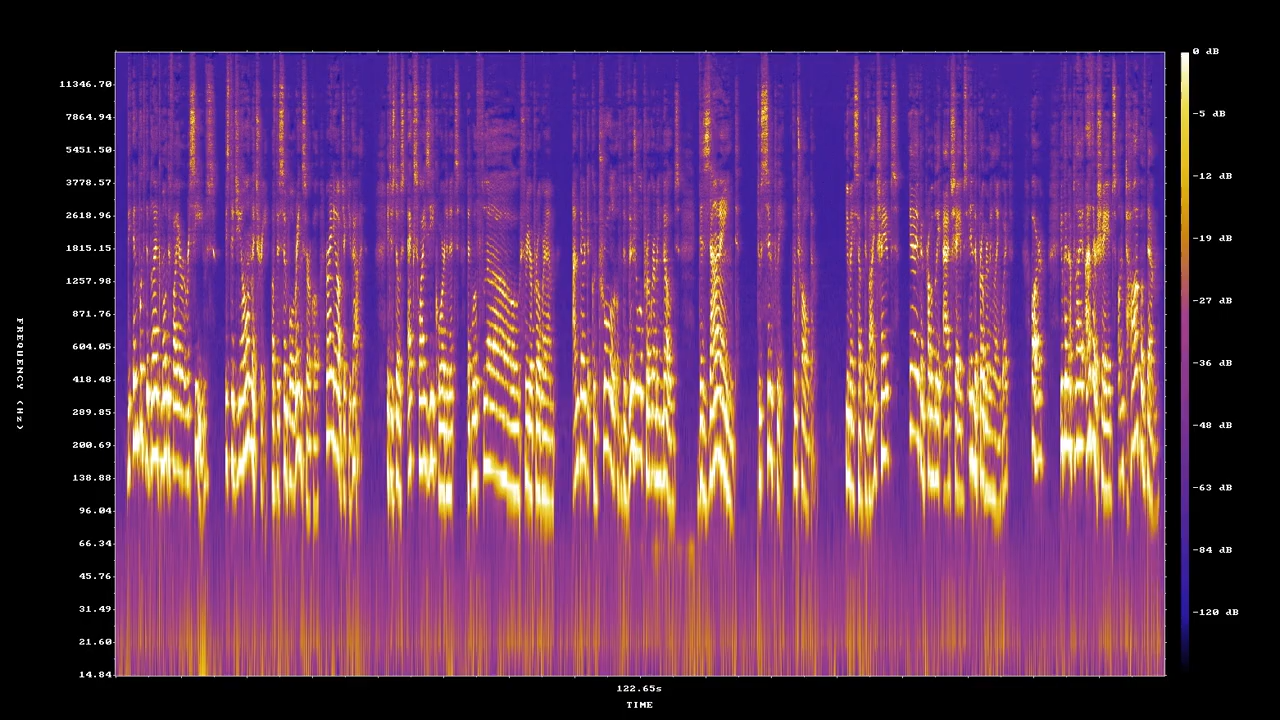 0 dB
11346.70
7864.94
-5 dB
5451.50
3778.57
-12 dB
2618.96
-19 dB
1815.15
1257.98
-27 dB
871.76
604.05
-36 dB
418.48
289.85
-48 dB
200.69
138.88
-63 dB
96.04
66.34
-84 dB
45.76
31.49
-120 dB
21.60
14.84
FREQUENCY (Hz)
122.65s
TIME